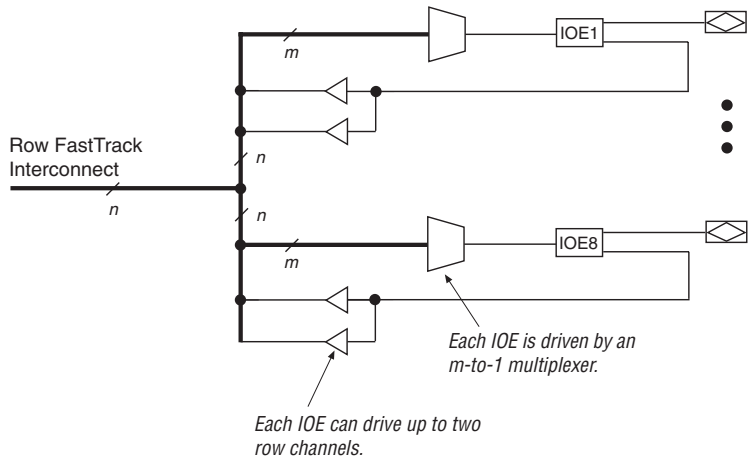 m
IOE1
Row FastTrack
Interconnect
n
n
n
m
IOE8
Each IOE is driven by an
m-to-1 multiplexer.
Each IOE can drive up to two
row channels.